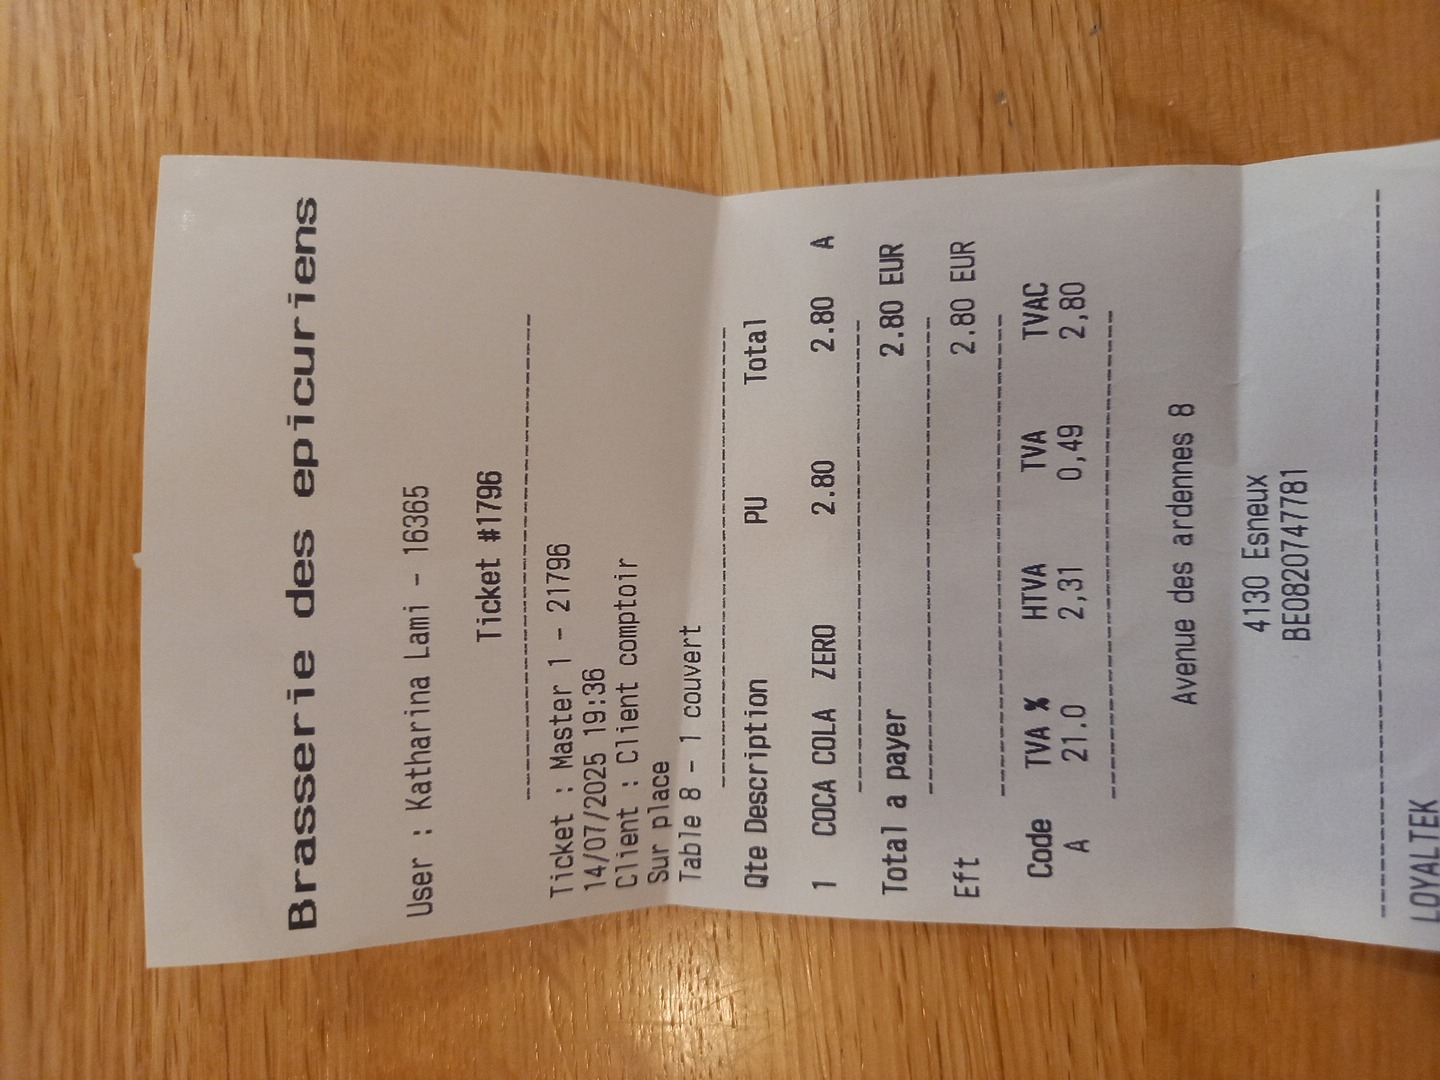 Brasserie des epicuriens
User : Katharina Lami - 16365
Ticket #1796
Ticket : Master 1 - 21796
14/07/2025 19:36
Client : Client comptoir
Sur place
Table 8 - 1 couvert
Qte Description PU Total
1 COCA COLA ZERO 2.80 2.80 A
Total a payer 2.80 EUR
Eft 2.80 EUR
Code TVA % HTVA TVA TVAC
A 21.0 2,31 0,49 2,80
Avenue des ardennes 8
4130 Esneux
BE0820747781
LOYALTEK